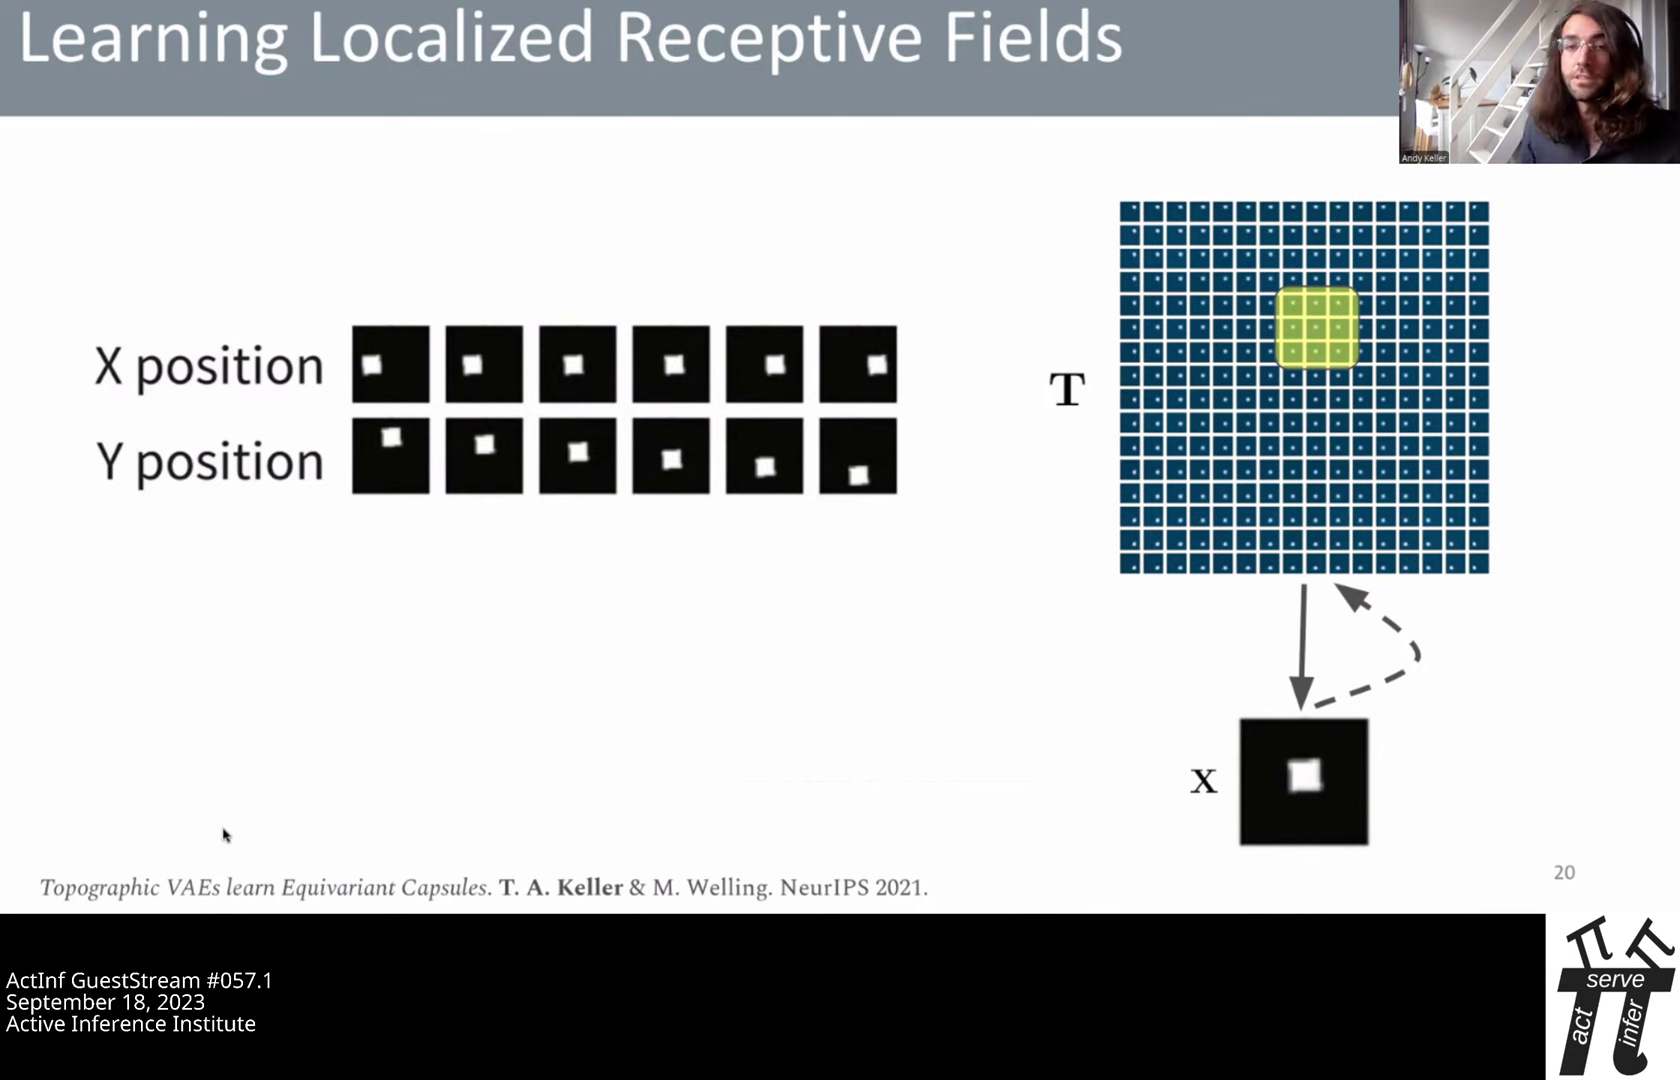 Learning Localized Receptive Fields
Andy Keller
X position
Y position
T
x
20
Topographic VAEs learn Equivariant Capsules. T. A. Keller & M. Welling. NeurIPS 2021.
ActInf GuestStream #057.1
September 18, 2023
Active Inference Institute
π π
serve
act
infer